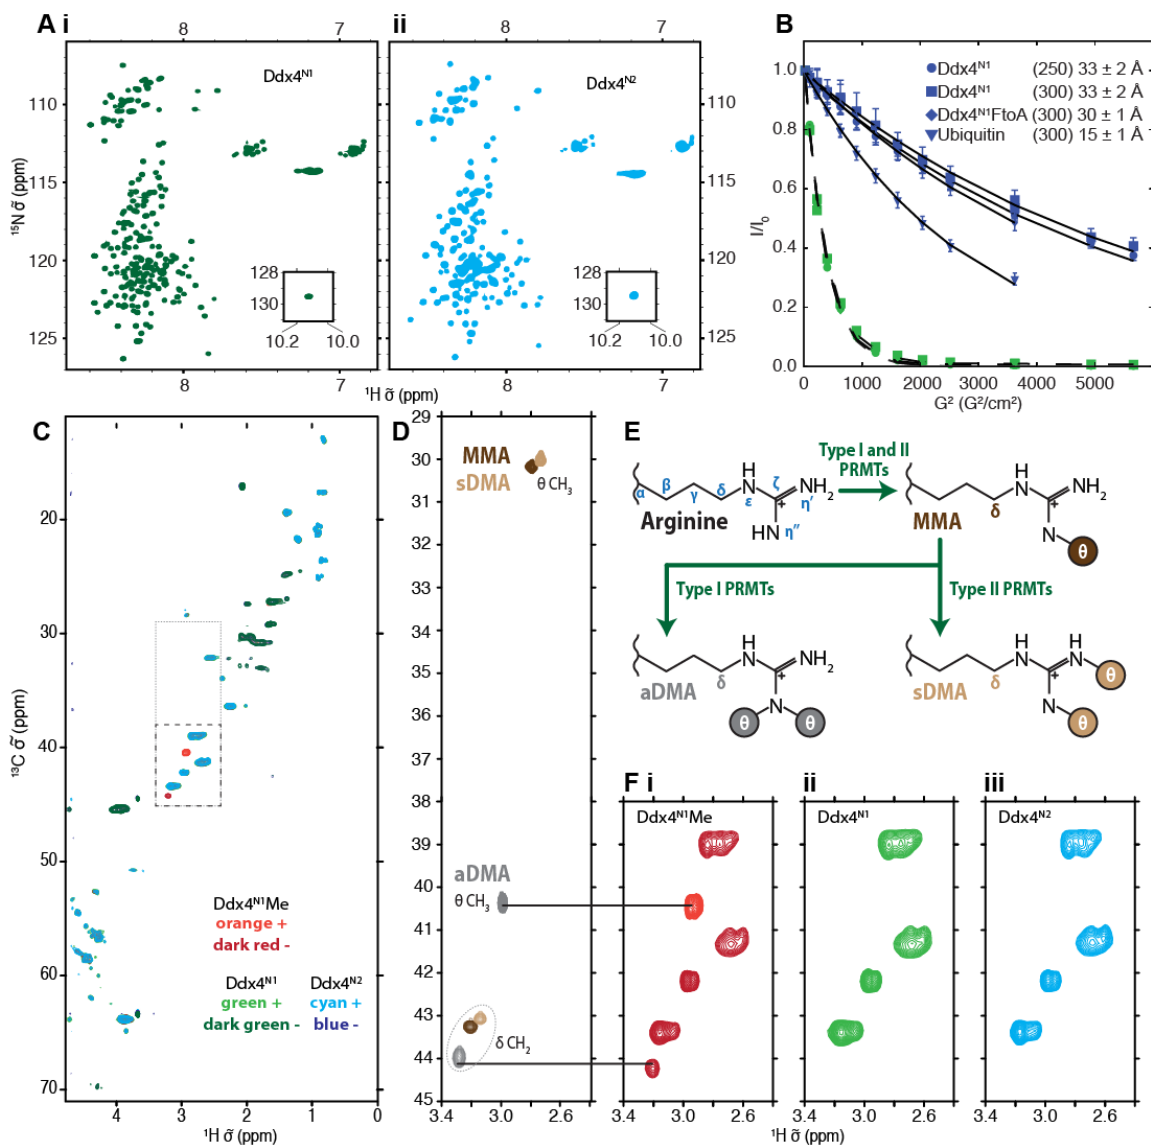 A i
ii
8
7
8
7
Ddx4ᴺ¹
Ddx4ᴺ²
110
115
120
125
¹⁵N σ̃ (ppm)
128
130
10.2 10.0
128
130
10.2 10.0
110
115
120
125
8
7
8
7
¹H σ̃ (ppm)
B
1.0
0.8
0.6
0.4
0.2
0.0
I/I₀
Ddx4ᴺ¹ (250) 33 ± 2 Å
Ddx4ᴺ¹ (300) 33 ± 2 Å
Ddx4ᴺ¹FtoA (300) 30 ± 1 Å
Ubiquitin (300) 15 ± 1 Å
0 1000 2000 3000 4000 5000
G² (G²/cm²)
C
20
30
40
50
60
70
¹³C σ̃ (ppm)
Ddx4ᴺ¹Me
orange +
dark red -
Ddx4ᴺ¹
green +
dark green -
Ddx4ᴺ²
cyan +
blue -
4 3 2 1 0
¹H σ̃ (ppm)
D
29
30
31
32
33
34
35
36
37
38
39
40
41
42
43
44
45
MMA
sDMA
θ CH₃
aDMA
θ CH₃
δ CH₂
3.4 3.0 2.6
E
Type I and II
PRMTs
α β γ δ ε ζ η' η"
H
N
NH₂
HN
Arginine
H
N
NH₂
+
N
θ
δ
MMA
Type I PRMTs
Type II PRMTs
H
N
NH₂
+
N
θ θ
δ
aDMA
H
N
H
N
+
N
θ
θ
δ
sDMA
F i
ii
iii
Ddx4ᴺ¹Me
Ddx4ᴺ¹
Ddx4ᴺ²
3.4 3.0 2.6
3.4 3.0 2.6
3.4 3.0 2.6
¹H σ̃ (ppm)